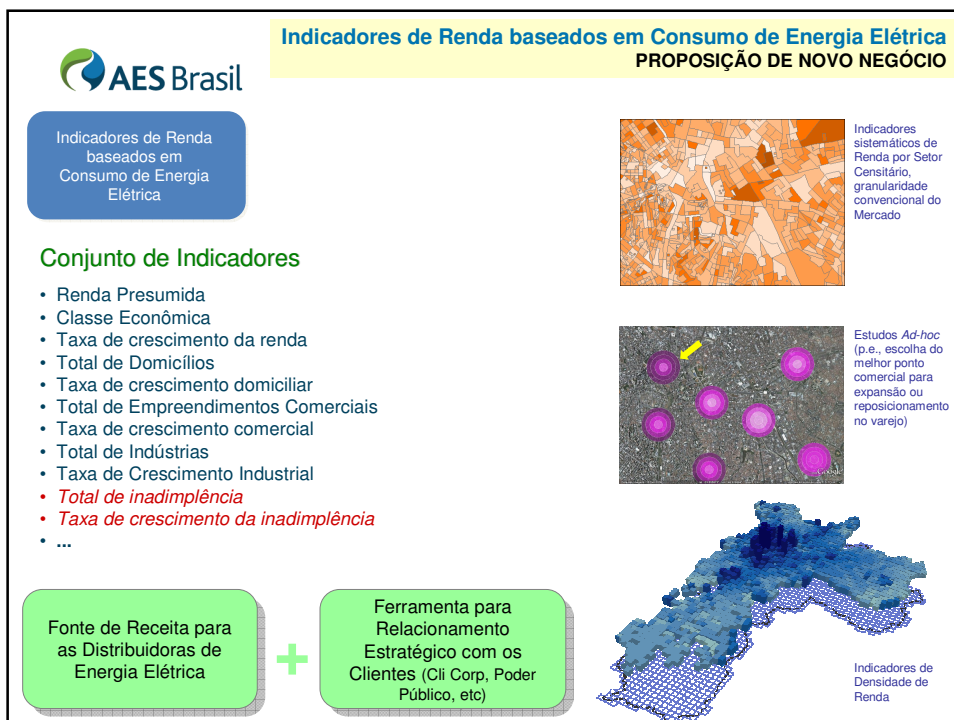 Indicadores de Renda baseados em Consumo de Energia Elétrica
PROPOSIÇÃO DE NOVO NEGÓCIO
AES Brasil
Indicadores de Renda
baseados em
Consumo de Energia
Elétrica
Conjunto de Indicadores
• Renda Presumida
• Classe Econômica
• Taxa de crescimento da renda
• Total de Domicílios
• Taxa de crescimento domiciliar
• Total de Empreendimentos Comerciais
• Taxa de crescimento comercial
• Total de Indústrias
• Taxa de Crescimento Industrial
• Total de inadimplência
• Taxa de crescimento da inadimplência
• ...
Fonte de Receita para
as Distribuidoras de
Energia Elétrica
+
Ferramenta para
Relacionamento
Estratégico com os
Clientes (Cli Corp, Poder
Público, etc)
Indicadores
sistemáticos de
Renda por Setor
Censitário,
granularidade
convencional do
Mercado
Estudos Ad-hoc
(p.e., escolha do
melhor ponto
comercial para
expansão ou
reposicionamento
no varejo)
Google
Indicadores de
Densidade de
Renda